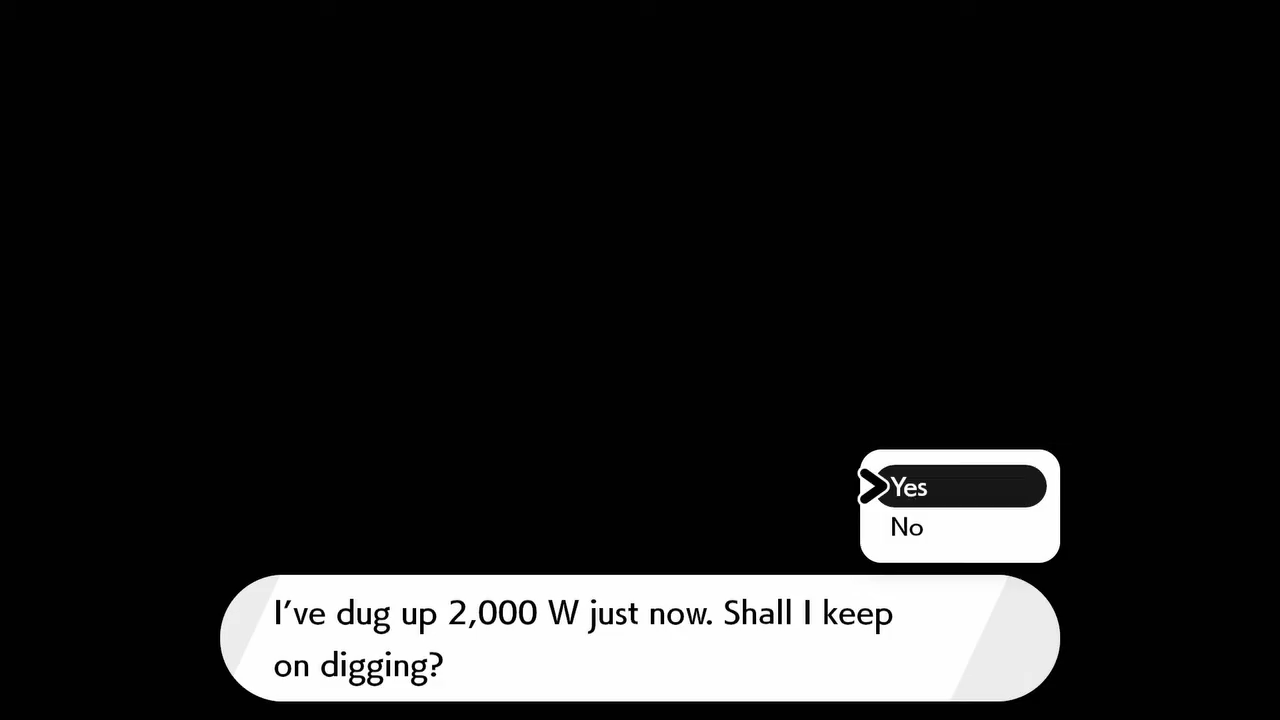 Yes
No
I've dug up 2,000 W just now. Shall I keep
on digging?